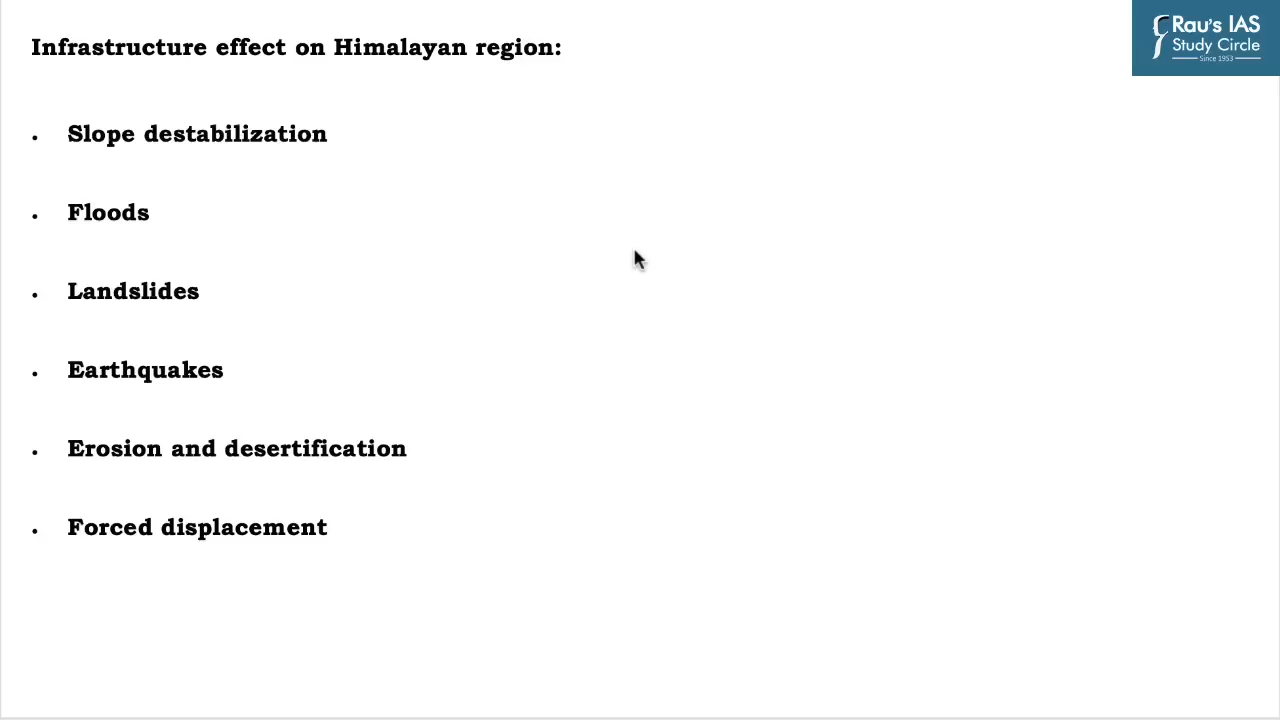 Infrastructure effect on Himalayan region:
Rau's IAS
Study Circle
Since 1953
• Slope destabilization
• Floods
• Landslides
• Earthquakes
• Erosion and desertification
• Forced displacement